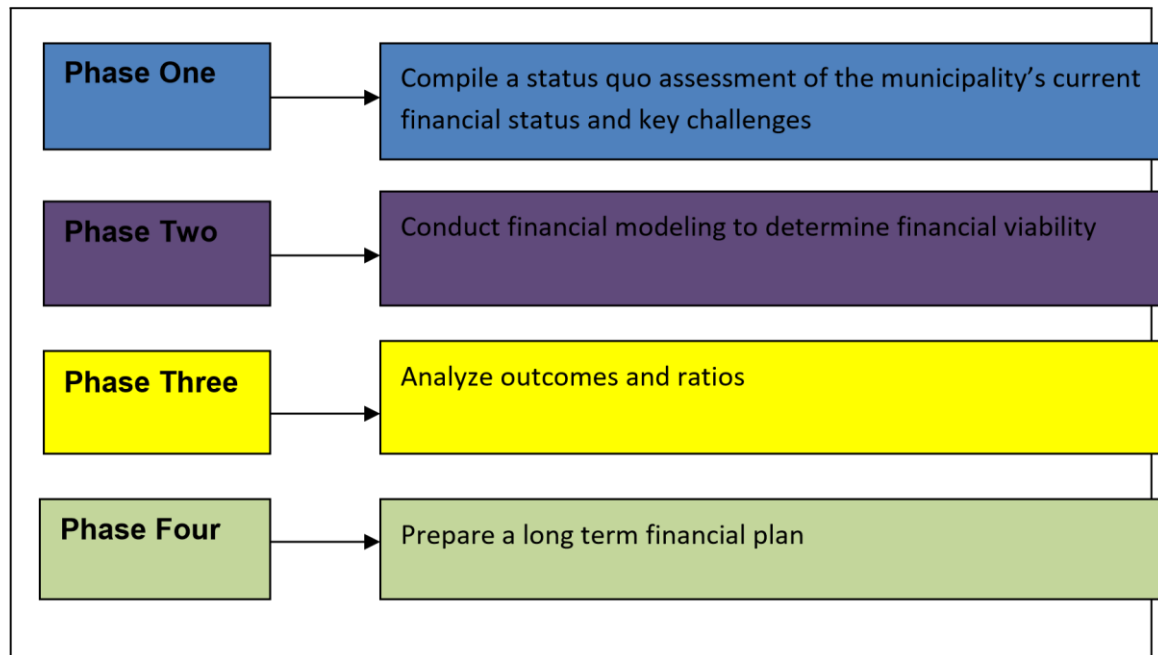 Phase One
Compile a status quo assessment of the municipality’s current
financial status and key challenges
Phase Two
Conduct financial modeling to determine financial viability
Phase Three
Analyze outcomes and ratios
Phase Four
Prepare a long term financial plan